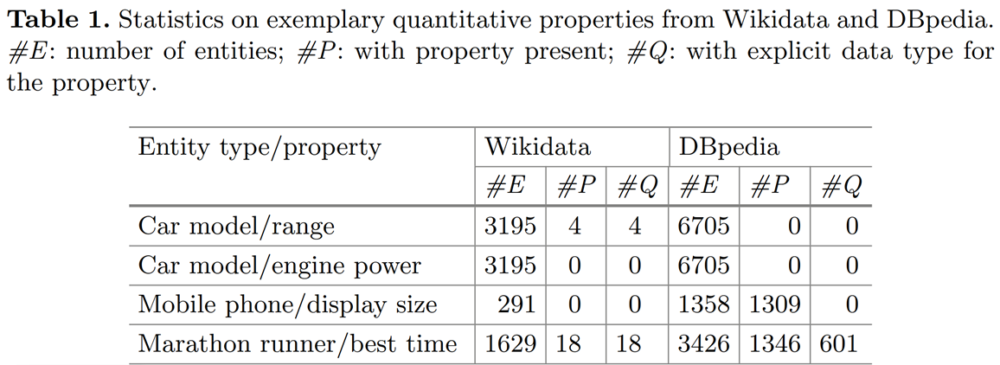 Table 1. Statistics on exemplary quantitative properties from Wikidata and DBpedia.
#E: number of entities; #P: with property present; #Q: with explicit data type for
the property.
Entity type/property Wikidata DBpedia
#E #P #Q #E #P #Q
Car model/range 3195 4 4 6705 0 0
Car model/engine power 3195 0 0 6705 0 0
Mobile phone/display size 291 0 0 1358 1309 0
Marathon runner/best time 1629 18 18 3426 1346 601